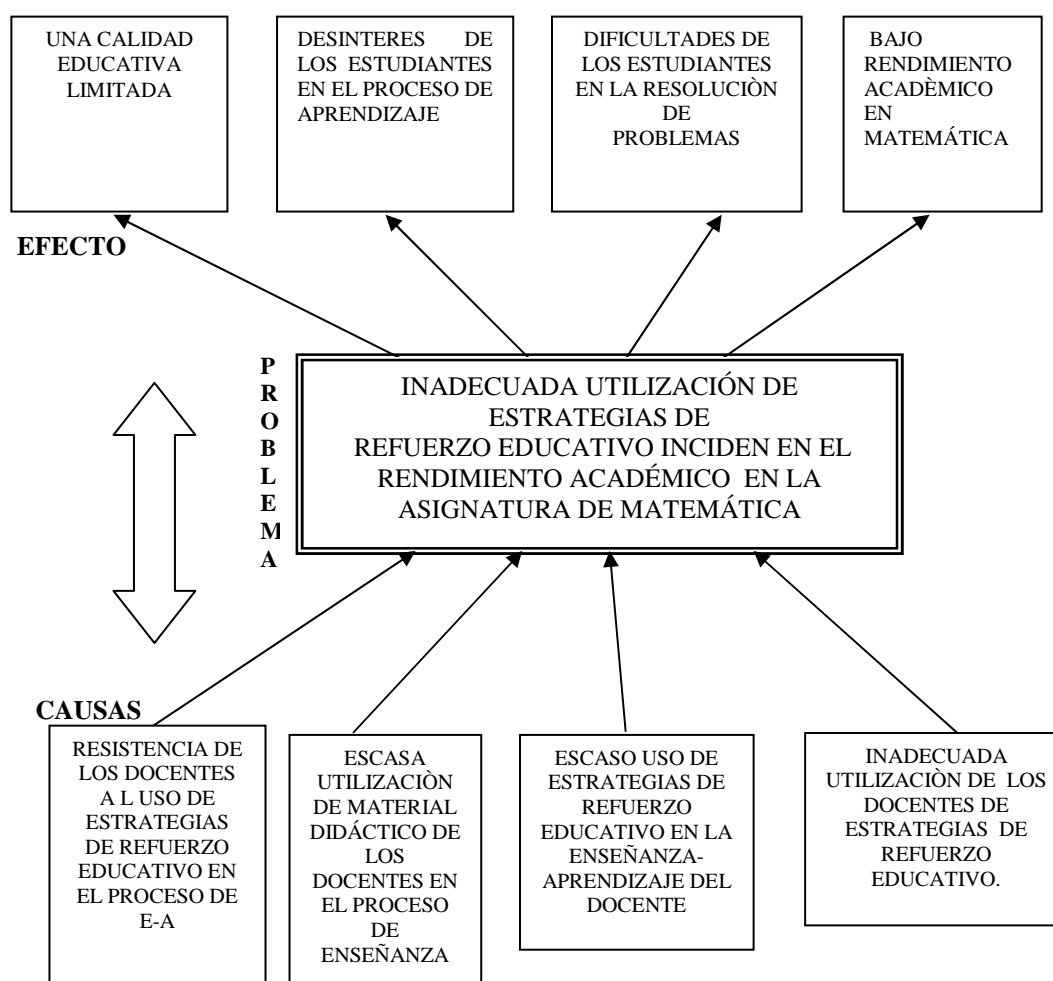 UNA CALIDAD
EDUCATIVA
LIMITADA
DESINTERES DE
LOS ESTUDIANTES
EN EL PROCESO DE
APRENDIZAJE
DIFICULTADES DE
LOS ESTUDIANTES
EN LA RESOLUCIÒN
DE
PROBLEMAS
BAJO
RENDIMIENTO
ACADÈMICO
EN
MATEMÁTICA
EFECTO
P
R
O
B
L
E
M
A
INADECUADA UTILIZACIÓN DE
ESTRATEGIAS DE
REFUERZO EDUCATIVO INCIDEN EN EL
RENDIMIENTO ACADÉMICO EN LA
ASIGNATURA DE MATEMÁTICA
CAUSAS
RESISTENCIA DE
LOS DOCENTES
A L USO DE
ESTRATEGIAS
DE REFUERZO
EDUCATIVO EN
EL PROCESO DE
E-A
ESCASA
UTILIZACIÒN
DE MATERIAL
DIDÁCTICO DE
LOS
DOCENTES EN
EL PROCESO
DE
ENSEÑANZA
ESCASO USO DE
ESTRATEGIAS DE
REFUERZO
EDUCATIVO EN LA
ENSEÑANZA-
APRENDIZAJE DEL
DOCENTE
INADECUADA
UTILIZACIÒN DE LOS
DOCENTES DE
ESTRATEGIAS DE
REFUERZO
EDUCATIVO.